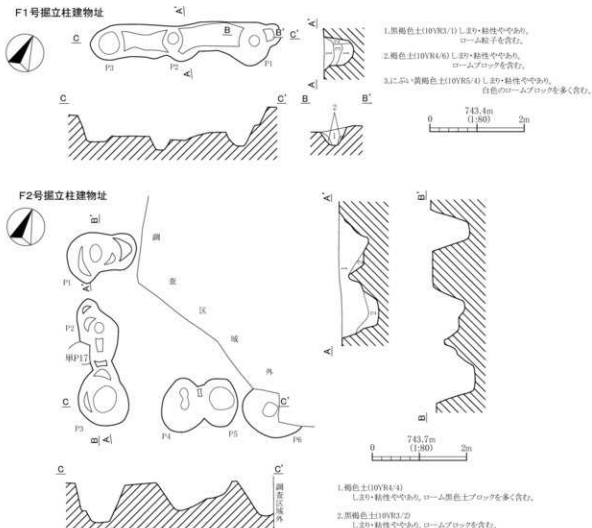 F1号掘立柱建物址
A'
A'
C
B
B'
C'
P3
P2
P1
A
A
1.黒褐色土(10YR3/1)しまり・粘性ややあり。
ローム粒子を含む。
2.褐色土(10YR4/6)しまり・粘性ややあり。
ロームブロックを含む。
3.にぶい黄褐色土(10YR5/4)しまり・粘性ややあり。
白色のロームブロックを多く含む。
C
C'
B
2
B'
1
743.4m
0
(1:80)
2m
F2号掘立柱建物址
B'
調
査
区
域
外
P1
A'
P2
単P17
C
P3
B
A
P4
P5
C'
P6
A'
1
2
A
B'
B
743.7m
0
(1:80)
2m
C
C'
調査区域外
1.褐色土(10YR4/4)
しまり・粘性ややあり。ローム黒色土ブロックを多く含む。
2.黒褐色土(10YR3/2)
しまり・粘性ややあり。ロームブロックを含む。